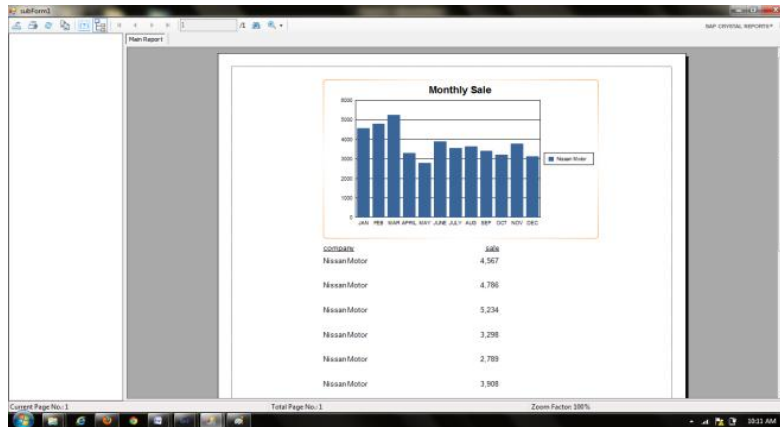 subForm1
1
/1
SAP CRYSTAL REPORTS®
Main Report
Monthly Sale
6000
5000
4000
3000
2000
1000
0
JAN FEB MAR APRIL MAY JUNE JULY AUG SEP OCT NOV DEC
Nissan Motor
company sale
Nissan Motor 4,567
Nissan Motor 4,786
Nissan Motor 5,234
Nissan Motor 3,298
Nissan Motor 2,789
Nissan Motor 3,908
Current Page No.: 1 Total Page No.: 1 Zoom Factor: 100%
10:11 AM